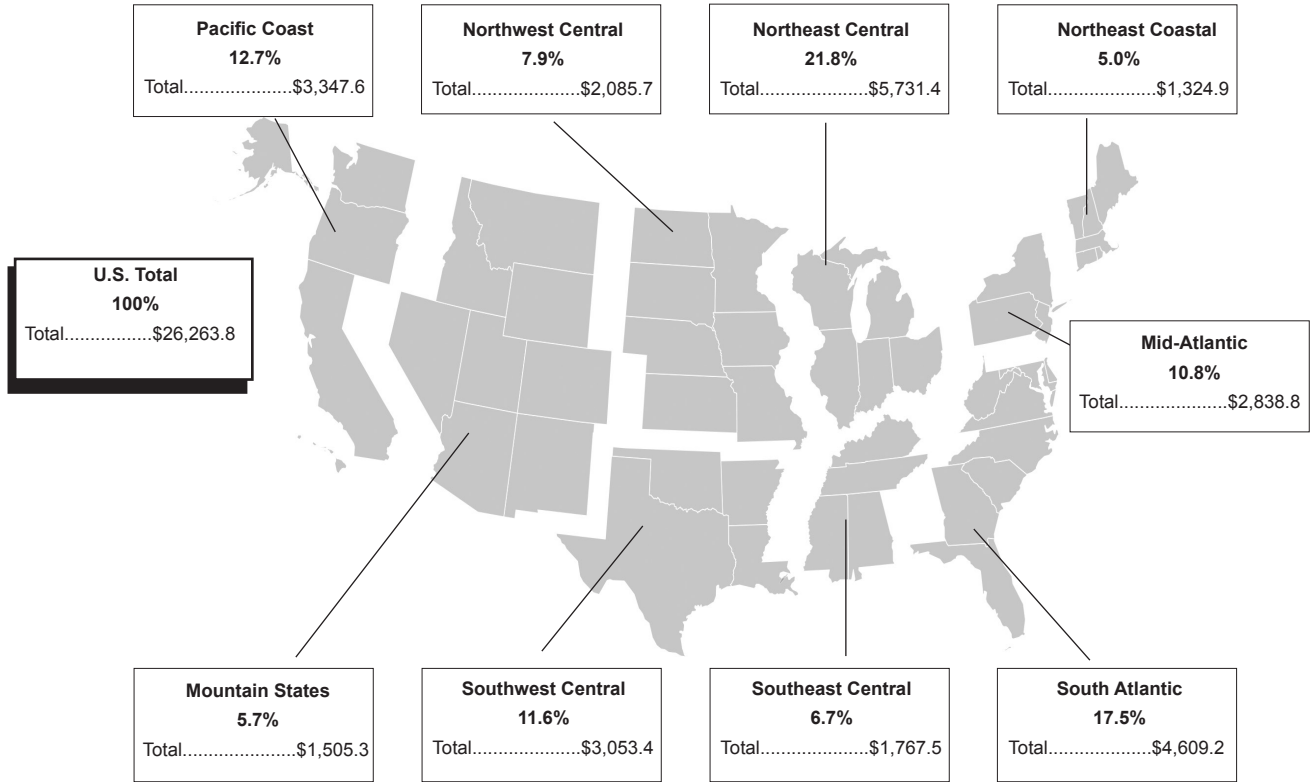 Pacific Coast
12.7%
Total.....................$3,347.6
Northwest Central
7.9%
Total.....................$2,085.7
Northeast Central
21.8%
Total.....................$5,731.4
Northeast Coastal
5.0%
Total.....................$1,324.9
U.S. Total
100%
Total.................$26,263.8
Mid-Atlantic
10.8%
Total.....................$2,838.8
Mountain States
5.7%
Total.....................$1,505.3
Southwest Central
11.6%
Total.....................$3,053.4
Southeast Central
6.7%
Total.....................$1,767.5
South Atlantic
17.5%
Total.....................$4,609.2